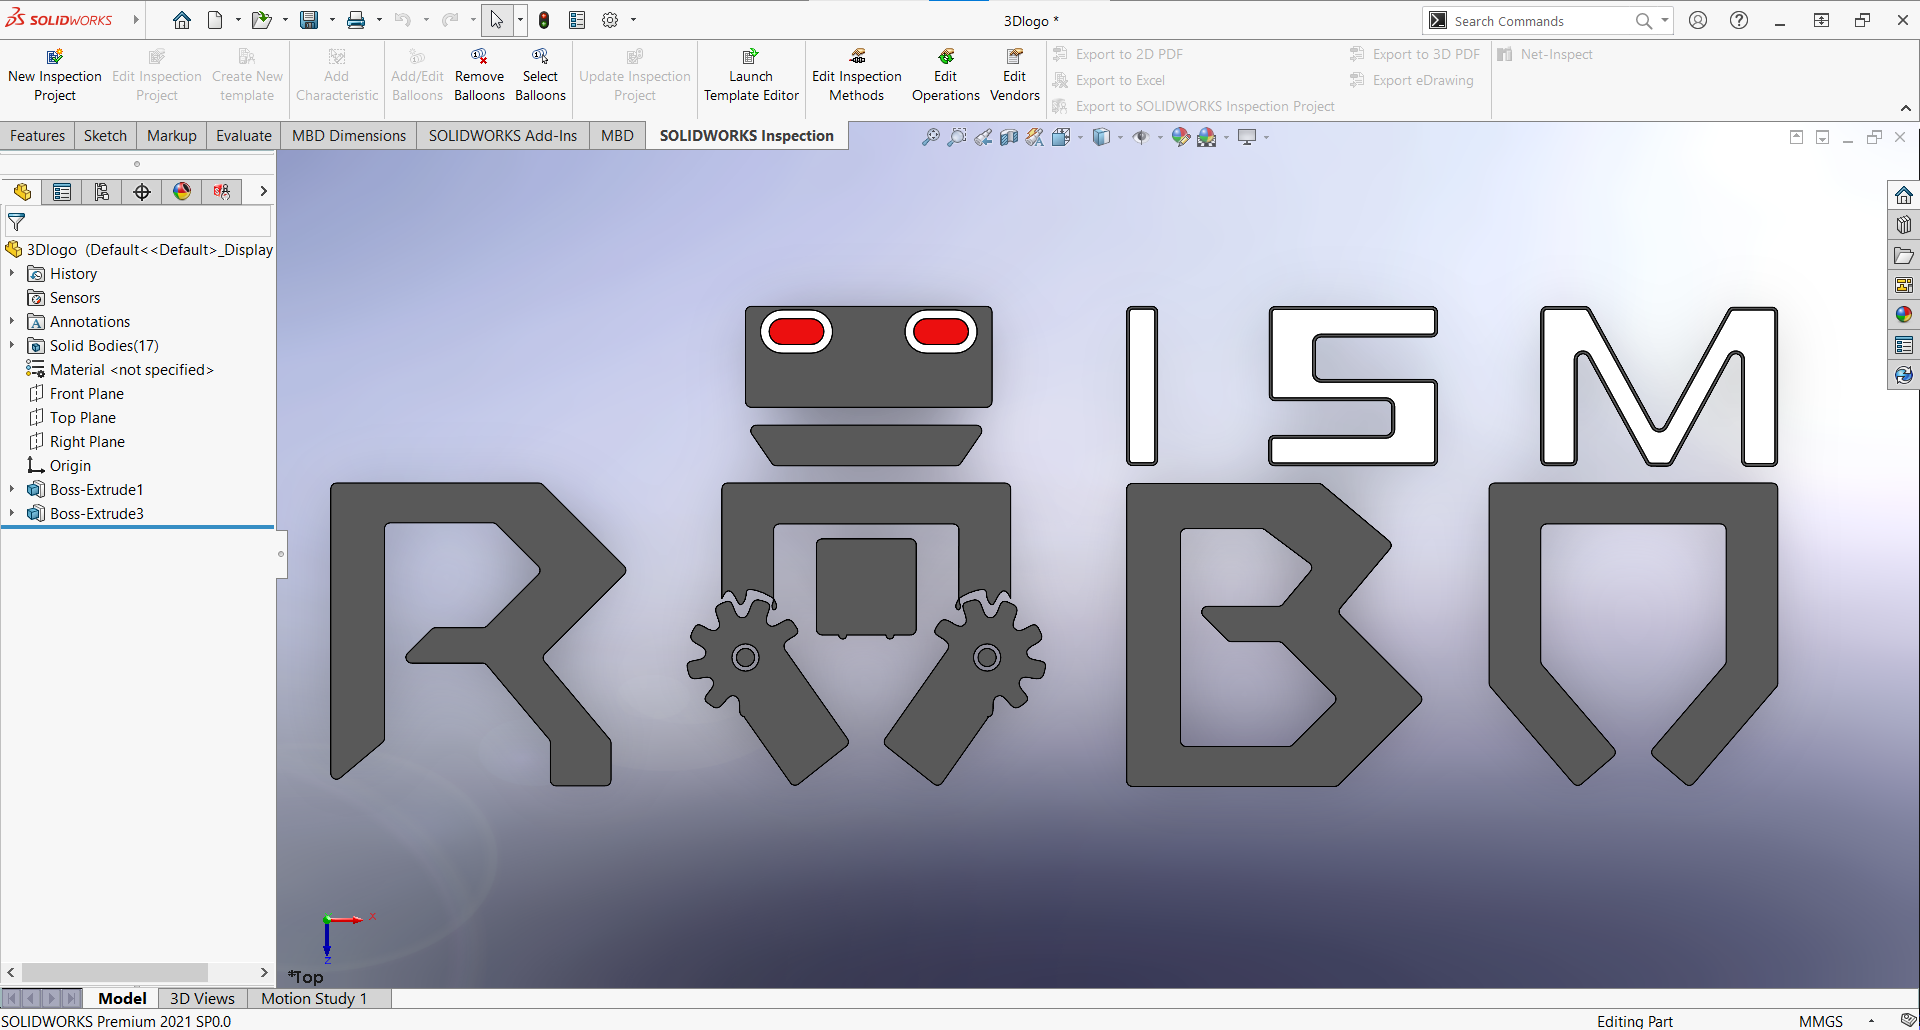 SOLIDWORKS
3Dlogo *
Search Commands
New Inspection Project
Edit Inspection Project
Create New template
Add Characteristic
Add/Edit Balloons
Remove Balloons
Select Balloons
Update Inspection Project
Launch Template Editor
Edit Inspection Methods
Edit Operations
Edit Vendors
Export to 2D PDF
Export to Excel
Export to SOLIDWORKS Inspection Project
Export to 3D PDF
Export eDrawing
Net-Inspect
Features
Sketch
Markup
Evaluate
MBD Dimensions
SOLIDWORKS Add-Ins
MBD
SOLIDWORKS Inspection
3Dlogo (Default<<Default>_Display
History
Sensors
Annotations
Solid Bodies(17)
Material <not specified>
Front Plane
Top Plane
Right Plane
Origin
Boss-Extrude1
Boss-Extrude3
ISM
ROBO
X
Z
*Top
Model
3D Views
Motion Study 1
SOLIDWORKS Premium 2021 SP0.0
Editing Part
MMGS